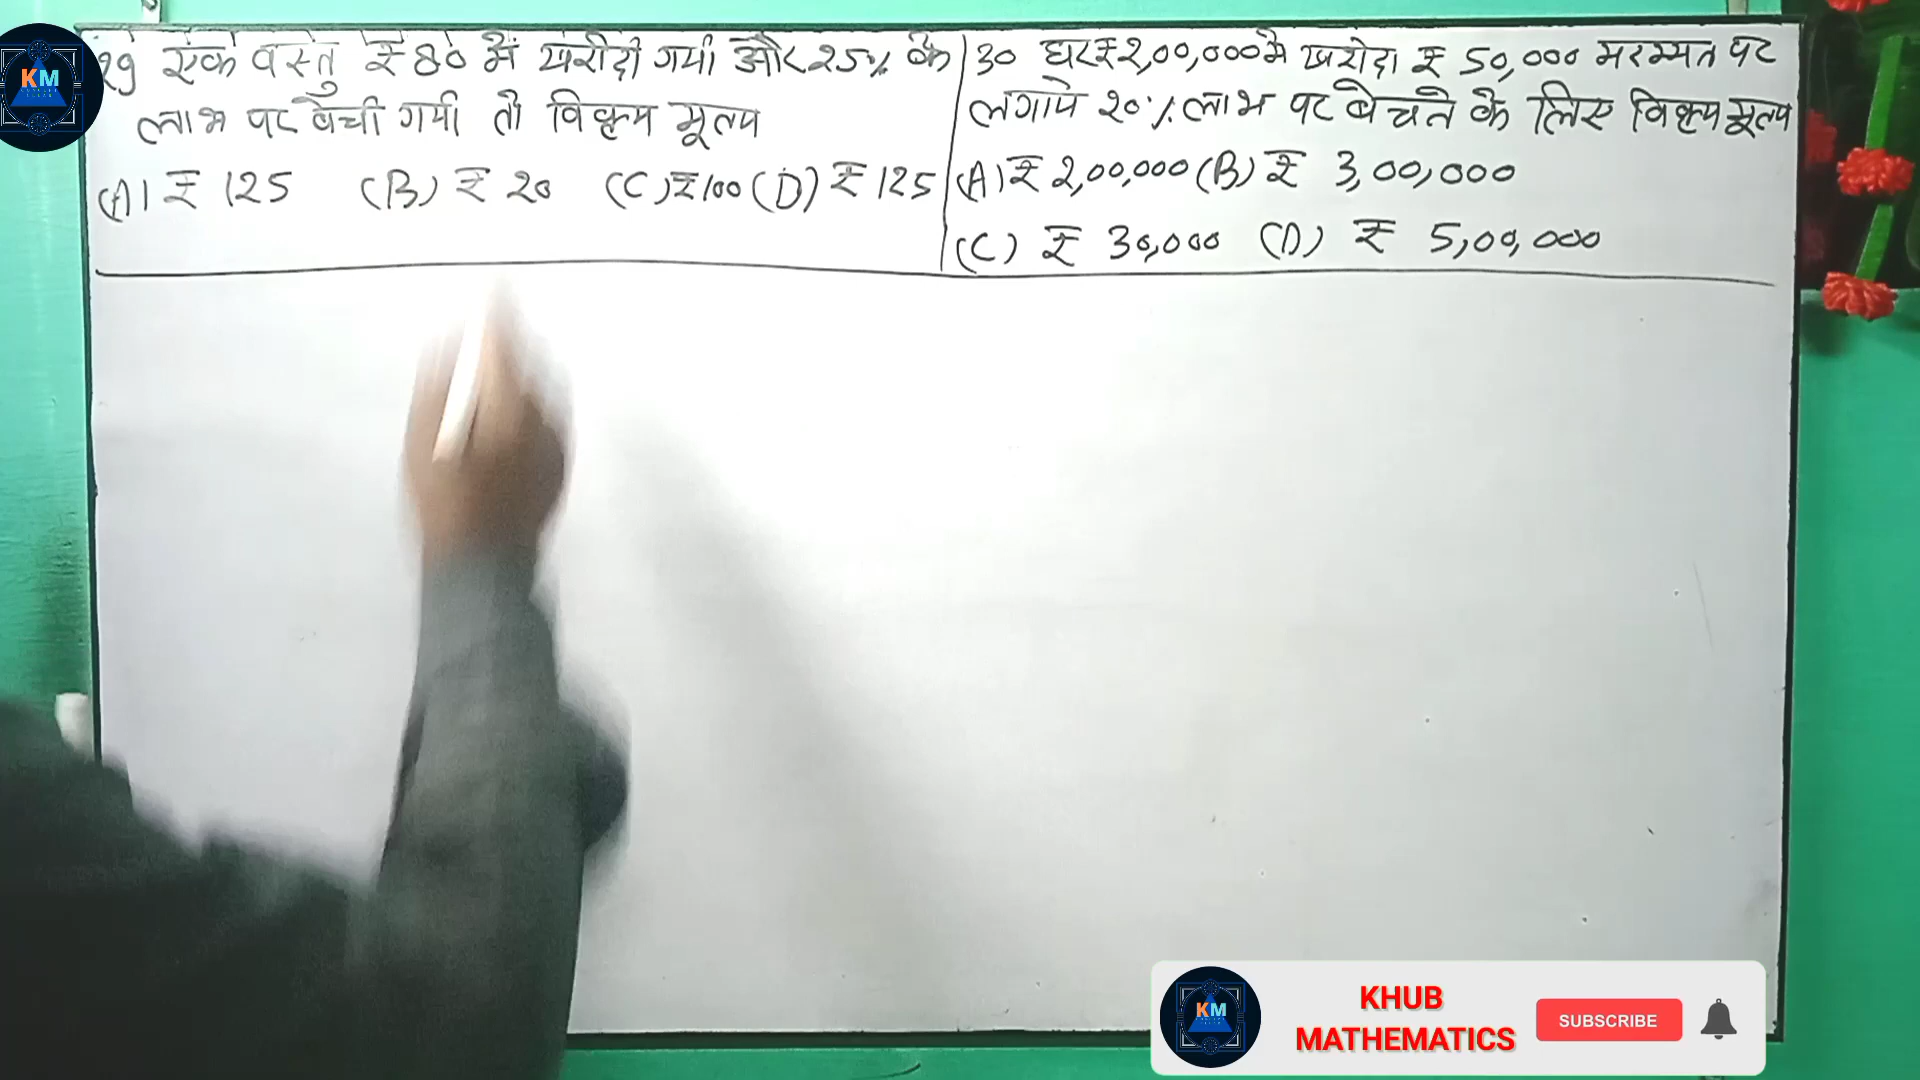 29 एक वस्तु ₹ 80 में खरीदी गयी और 25% के
लाभ पर बेची गयी तो विक्रय मूल्य
(A) ₹ 125 (B) ₹ 20 (C) ₹100 (D) ₹ 125
30 घर ₹ 2,00,000 में खरीदा ₹ 50,000 मरम्मत पर
लगाये 20% लाभ पर बेचने के लिए विक्रय मूल्य
(A) ₹ 2,00,000 (B) ₹ 3,00,000
(C) ₹ 30,000 (D) ₹ 5,00,000
KM
KM
KHUB
MATHEMATICS
SUBSCRIBE